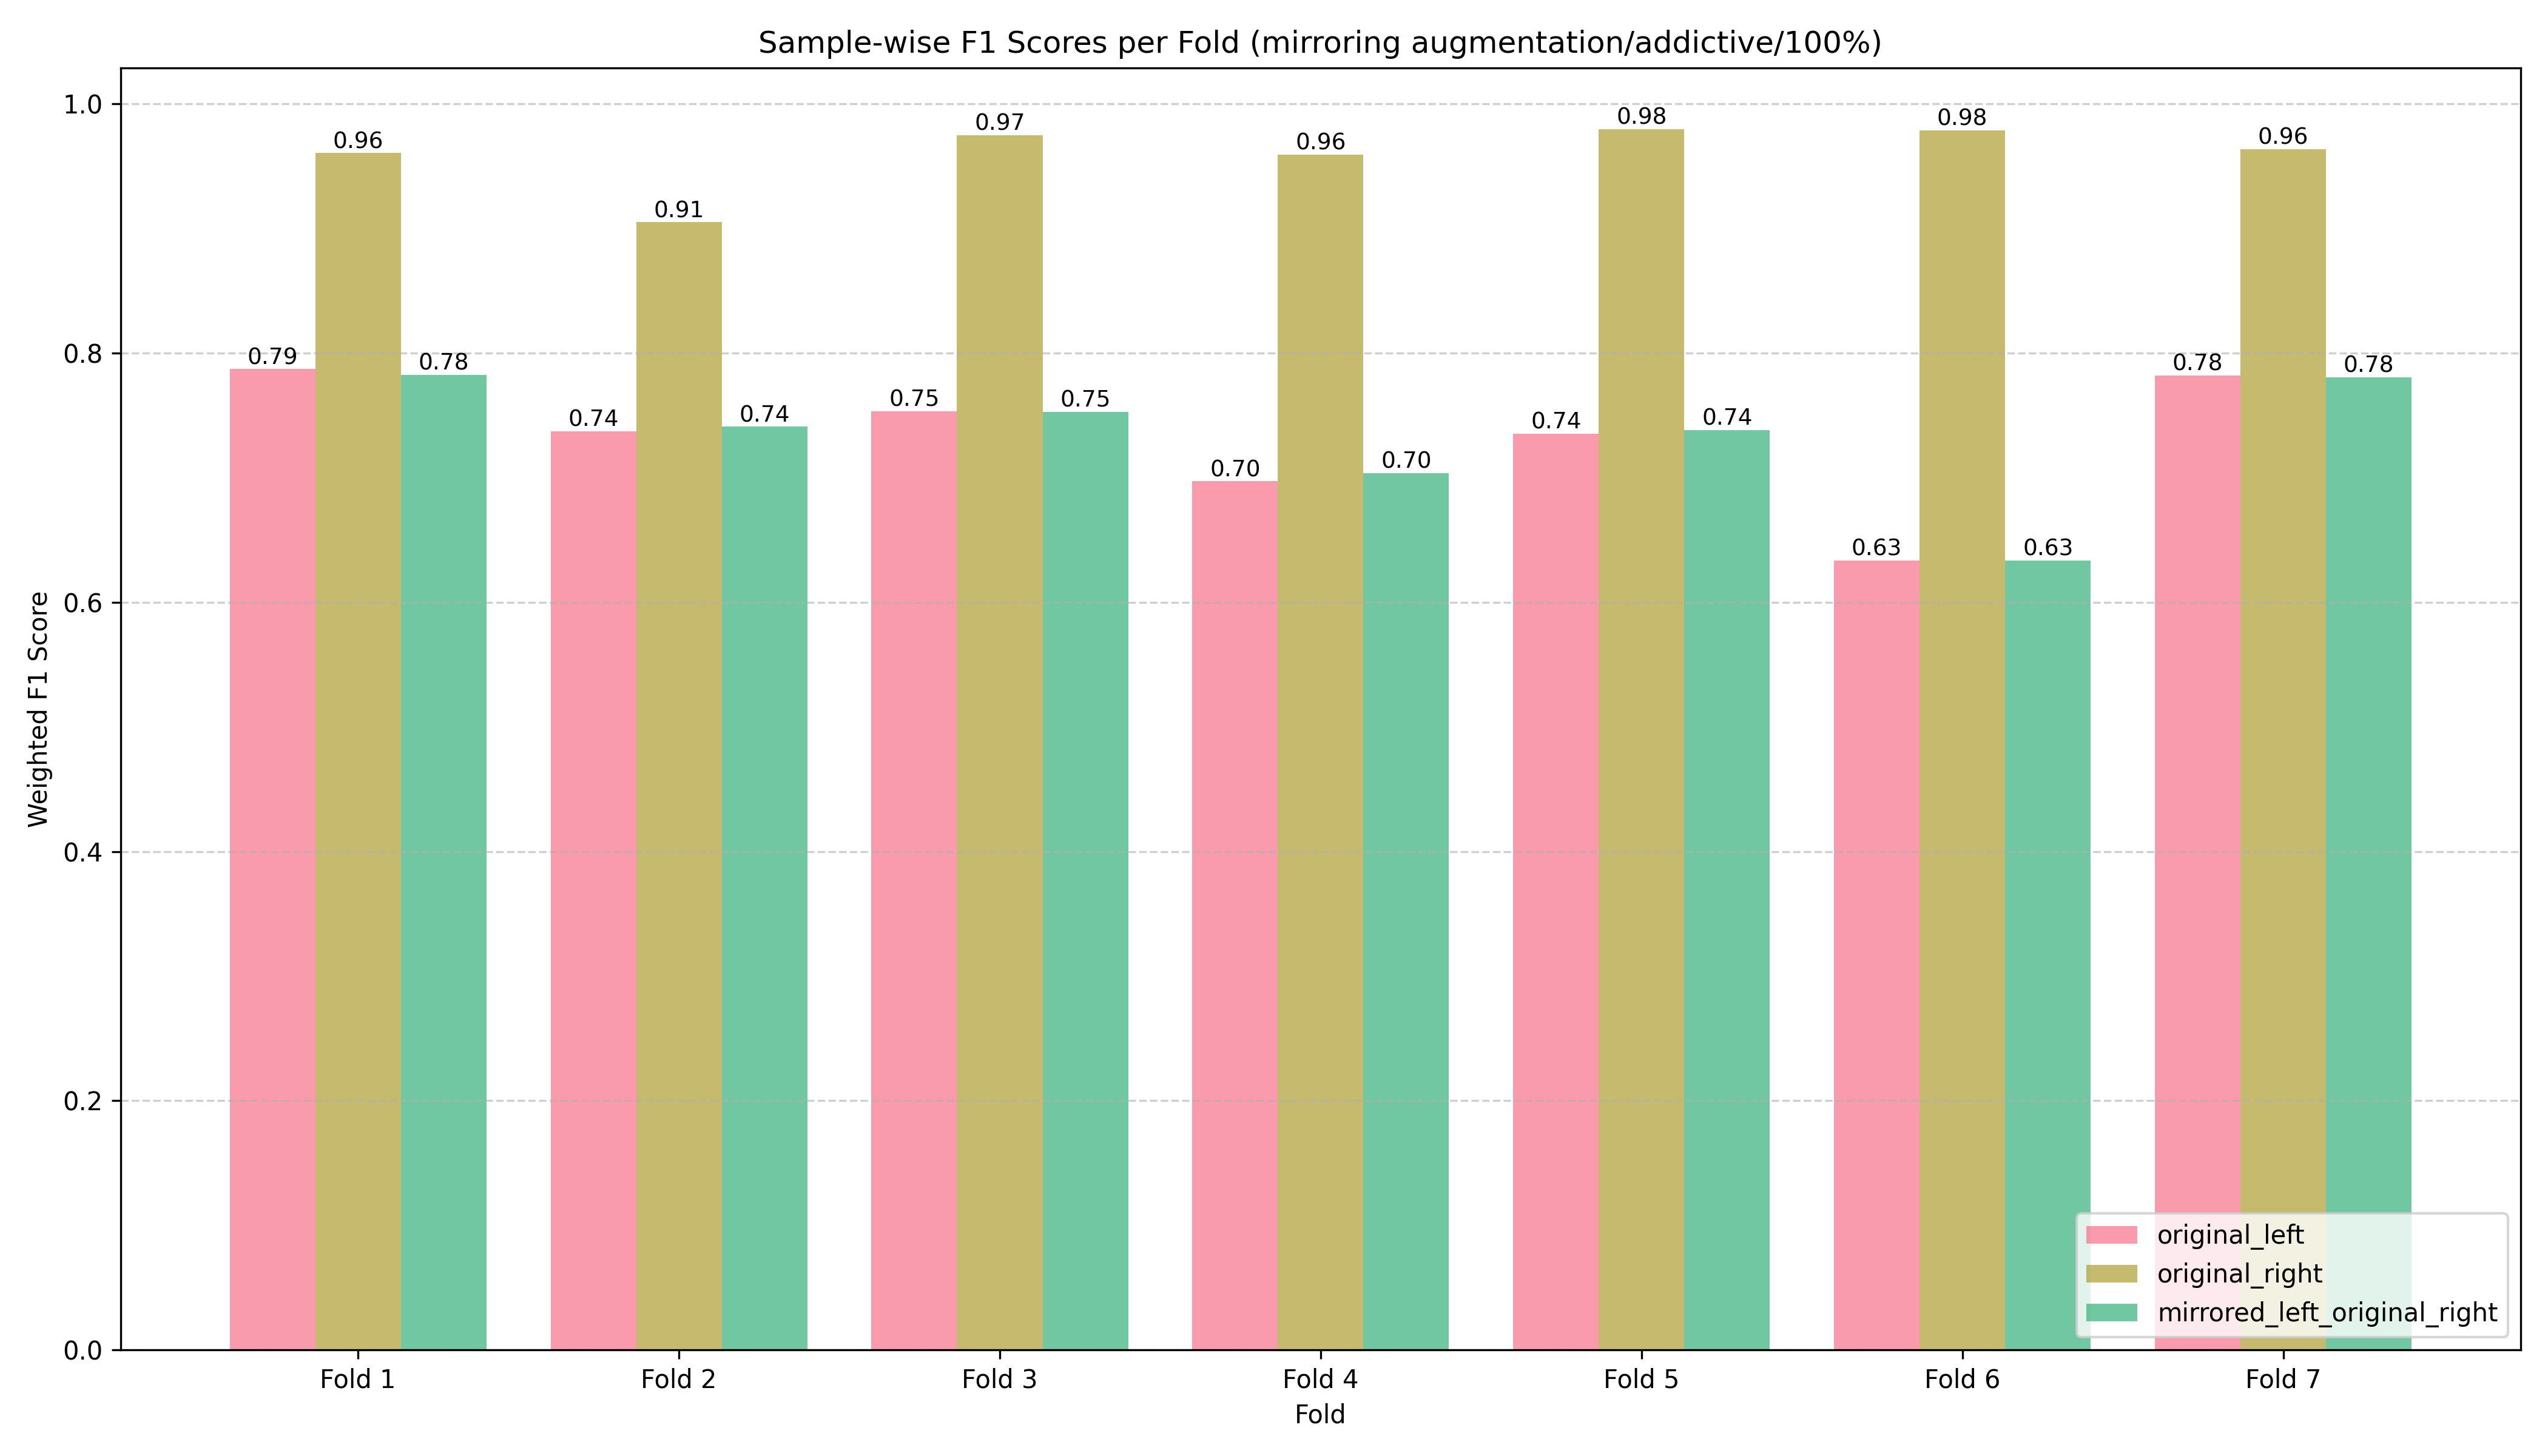 Sample-wise F1 Scores per Fold (mirroring augmentation/addictive/100%)
Weighted F1 Score
1.0
0.8
0.6
0.4
0.2
0.0
0.79 0.96 0.78
0.74 0.91 0.74
0.75 0.97 0.75
0.70 0.96 0.70
0.74 0.98 0.74
0.63 0.98 0.63
0.78 0.96 0.78
original_left
original_right
mirrored_left_original_right
Fold 1 Fold 2 Fold 3 Fold 4 Fold 5 Fold 6 Fold 7
Fold